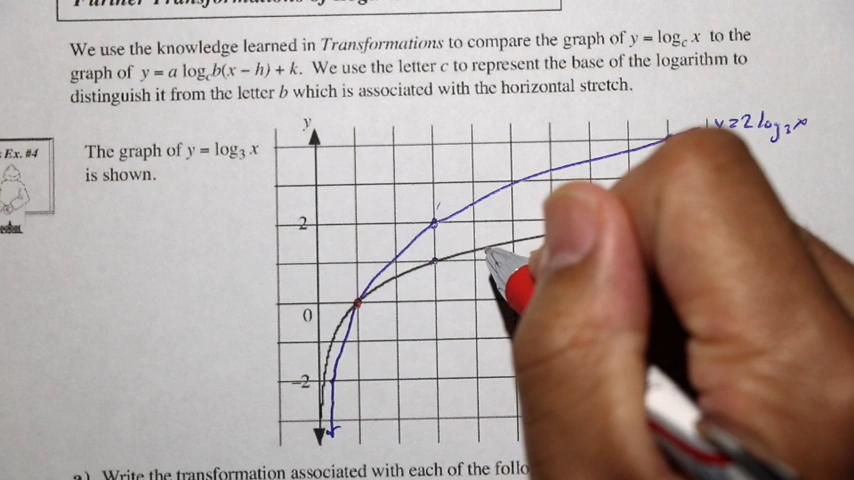 We use the knowledge learned in Transformations to compare the graph of y = log_c x to the
graph of y = a log_c b(x – h) + k. We use the letter c to represent the base of the logarithm to
distinguish it from the letter b which is associated with the horizontal stretch.
y
y=2log₃x
Ex. #4
The graph of y = log₃ x
is shown.
2
0
–2
a) Write the transformation associated with each of the follo